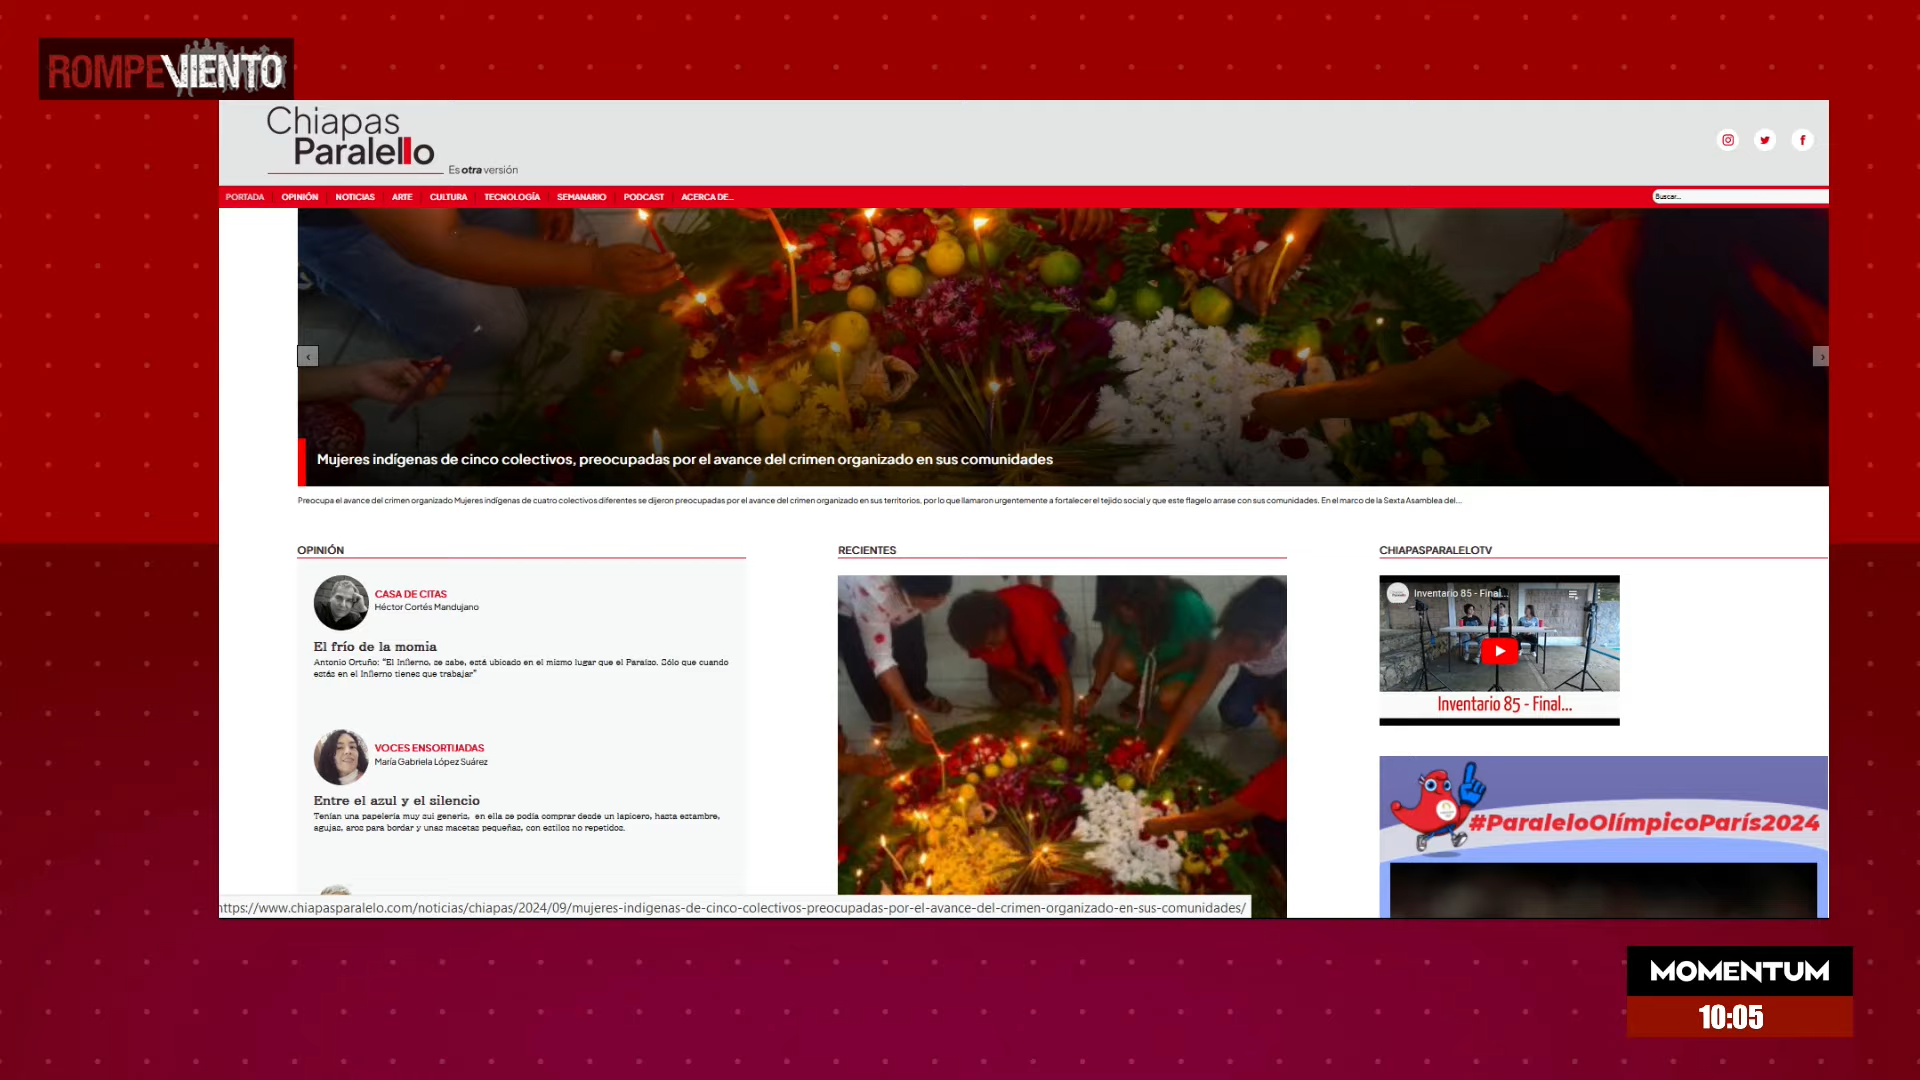 ROMPEVIENTO
Chiapas
Paralelo
Es otra versión
PORTADA OPINIÓN NOTICIAS ARTE CULTURA TECNOLOGÍA SEMANARIO PODCAST ACERCA DE...
Buscar...
Mujeres indígenas de cinco colectivos, preocupadas por el avance del crimen organizado en sus comunidades
Preocupa el avance del crimen organizado Mujeres indígenas de cuatro colectivos diferentes se dijeron preocupadas por el avance del crimen organizado en sus territorios, por lo que llamaron urgentemente a fortalecer el tejido social y que este flagelo arrase con sus comunidades. En el marco de la Sexta Asamblea del...
OPINIÓN
CASA DE CITAS
Héctor Cortés Mandujano
El frío de la momia
Antonio Ortuño: "El Infierno, se sabe, está ubicado en el mismo lugar que el Paraíso. Sólo que cuando
estás en el Infierno tienes que trabajar"
VOCES ENSORTIJADAS
María Gabriela López Suárez
Entre el azul y el silencio
Tenían una papelería muy sui generis, en ella se podía comprar desde un lapicero, hasta estambre,
agujas, aros para bordar y unas macetas pequeñas, con estilos no repetidos.
RECIENTES
CHIAPASPARALELOTV
Inventario 85 - Final...
Inventario 85 - Final...
#ParaleloOlímpicoParís2024
https://www.chiapasparalelo.com/noticias/chiapas/2024/09/mujeres-indigenas-de-cinco-colectivos-preocupadas-por-el-avance-del-crimen-organizado-en-sus-comunidades/
MOMENTUM
10:05